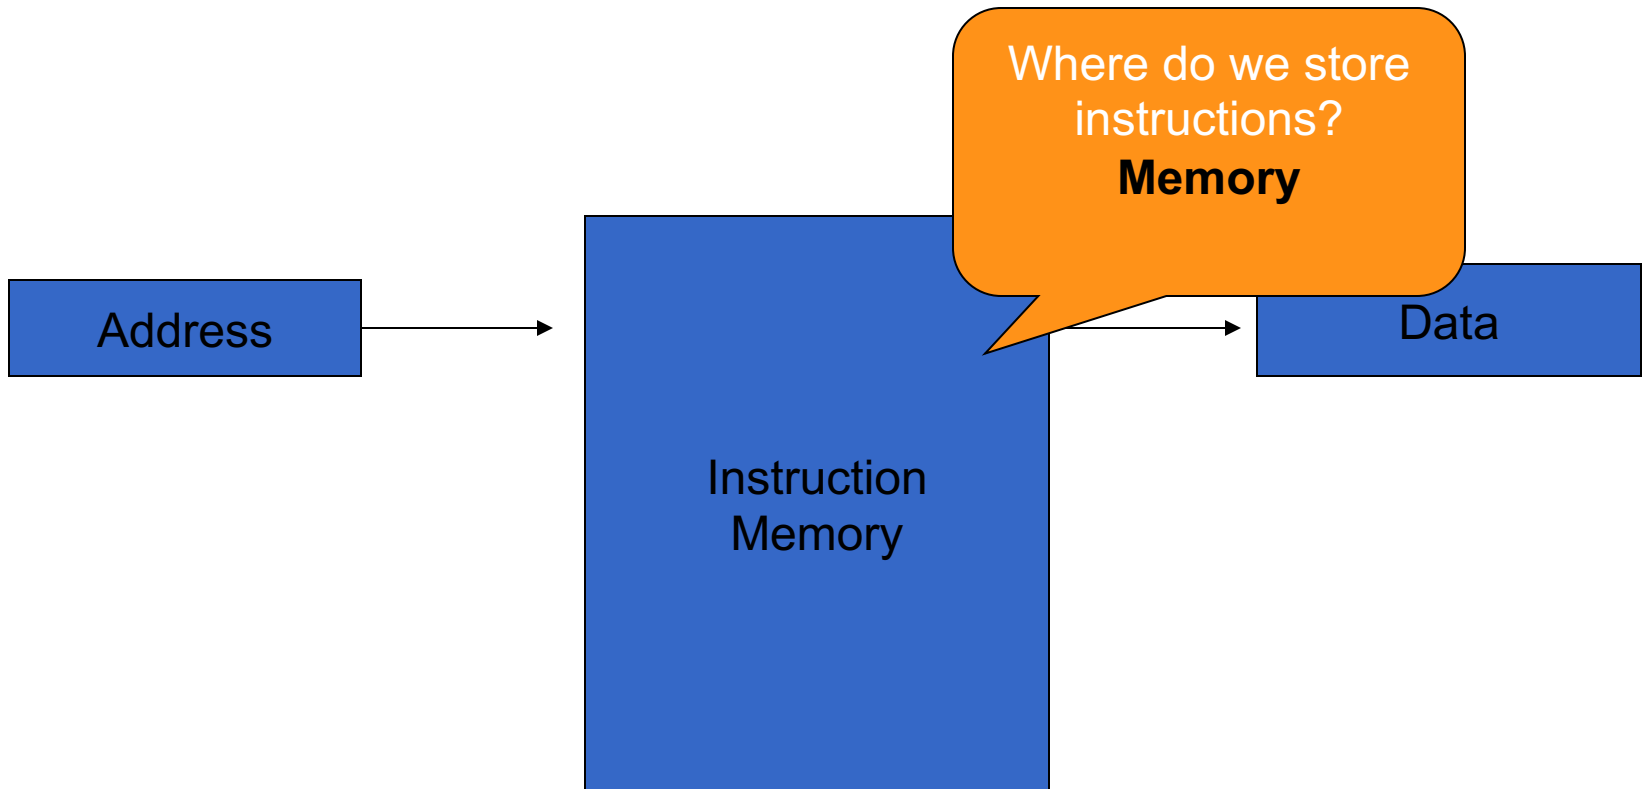 Where do we store
instructions?
Memory
Address
Data
Instruction
Memory